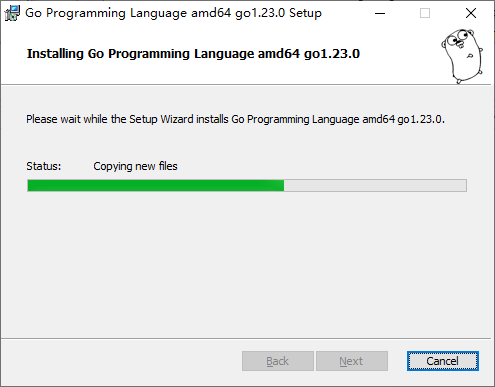 Go Programming Language amd64 go1.23.0 Setup
Installing Go Programming Language amd64 go1.23.0
Please wait while the Setup Wizard installs Go Programming Language amd64 go1.23.0.
Status: Copying new files
Back Next Cancel